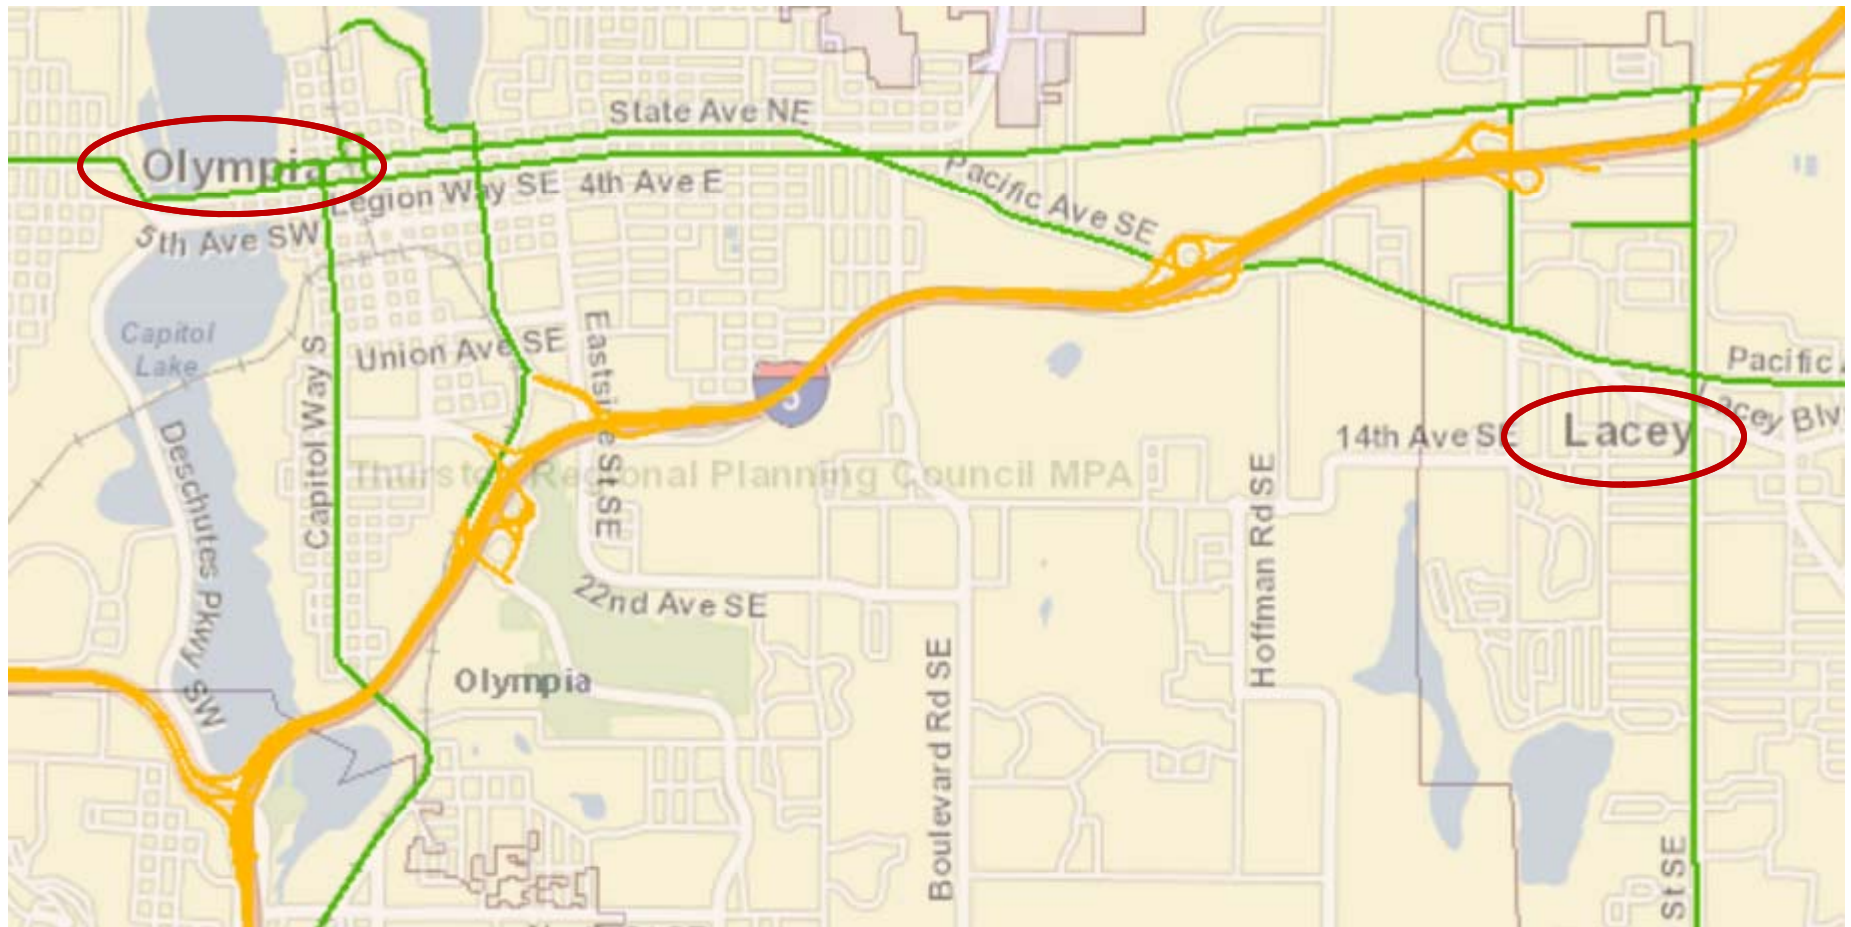 State Ave NE
Olympia
Pacific Ave SE
Legion Way SE
4th Ave E
5th Ave SW
Capitol
Lake
Union Ave SE
Eastside St SE
5
Pacific
Lacey Blv
Capitol Way S
Deschutes Pkwy SW
14th Ave SE
Lacey
Thurston Regional Planning Council MPA
Hoffman Rd SE
22nd Ave SE
Olympia
Boulevard Rd SE
St SE